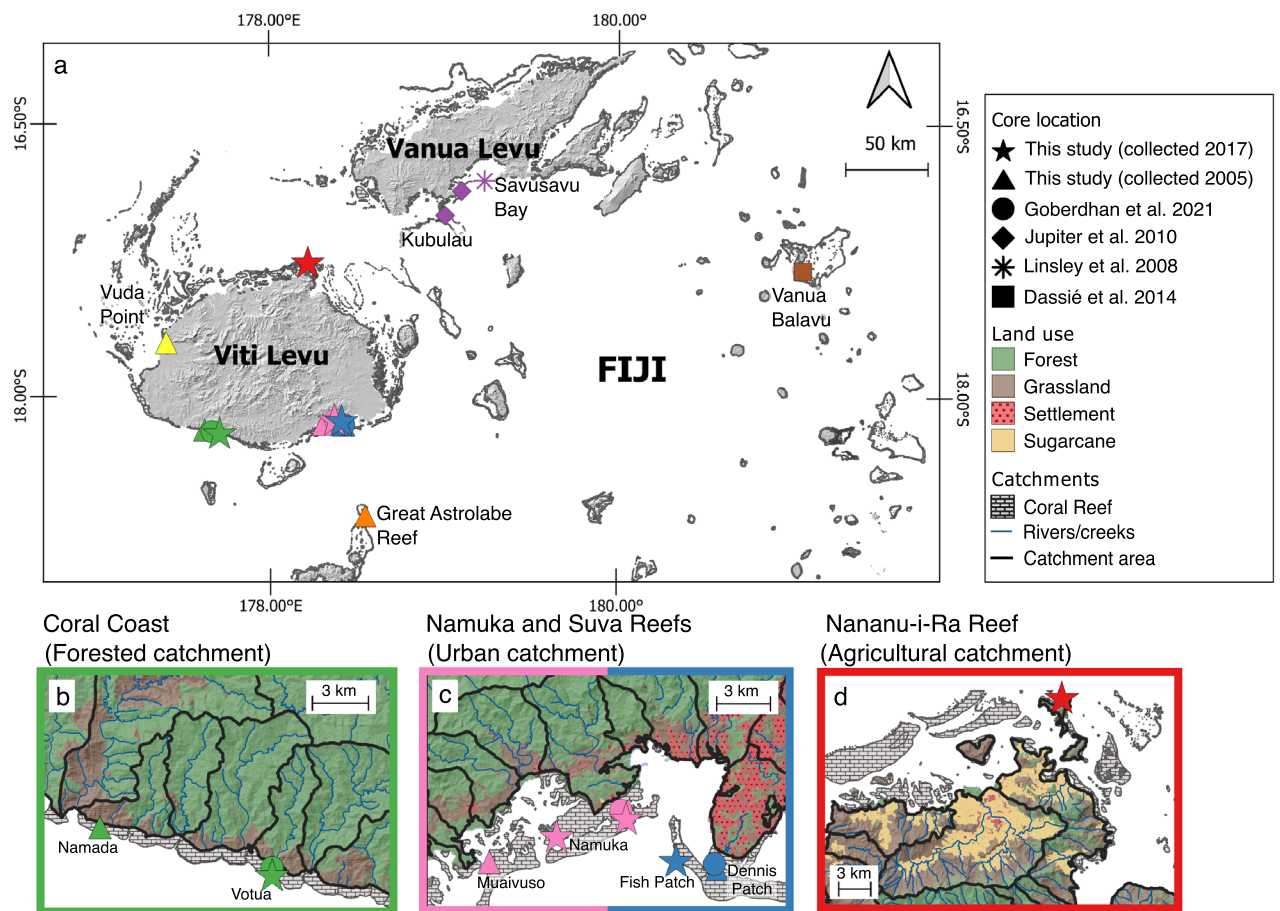 178.00°E
180.00°
a
16.50°S
16.50°S
50 km
Vanua Levu
Savusavu
Bay
Kubulau
Vuda
Point
Vanua
Balavu
Viti Levu
FIJI
18.00°S
18.00°S
Great Astrolabe
Reef
178.00°E
180.00°
Core location
This study (collected 2017)
This study (collected 2005)
Goberdhan et al. 2021
Jupiter et al. 2010
Linsley et al. 2008
Dassié et al. 2014
Land use
Forest
Grassland
Settlement
Sugarcane
Catchments
Coral Reef
Rivers/creeks
Catchment area
Coral Coast
(Forested catchment)
b
3 km
Namada
Votua
Namuka and Suva Reefs
(Urban catchment)
c
3 km
Namuka
Muaivuso
Fish Patch
Dennis
Patch
Nananu-i-Ra Reef
(Agricultural catchment)
d
3 km